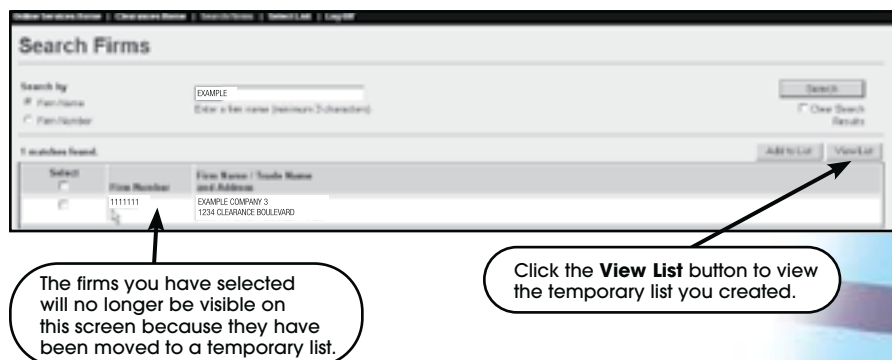 Online Services Home | Clearances Home | Search Firms | Select List | Log Off
Search Firms
Search by
Firm Name
Firm Number
EXAMPLE
Enter a firm name (minimum 3 characters)
Search
Clear Search
Results
1 matches found.
Add to List
View List
Select
Firm Number
Firm Name / Trade Name
and Address
1111111
EXAMPLE COMPANY 3
1234 CLEARANCE BOULEVARD
The firms you have selected
will no longer be visible on
this screen because they have
been moved to a temporary list.
Click the View List button to view
the temporary list you created.